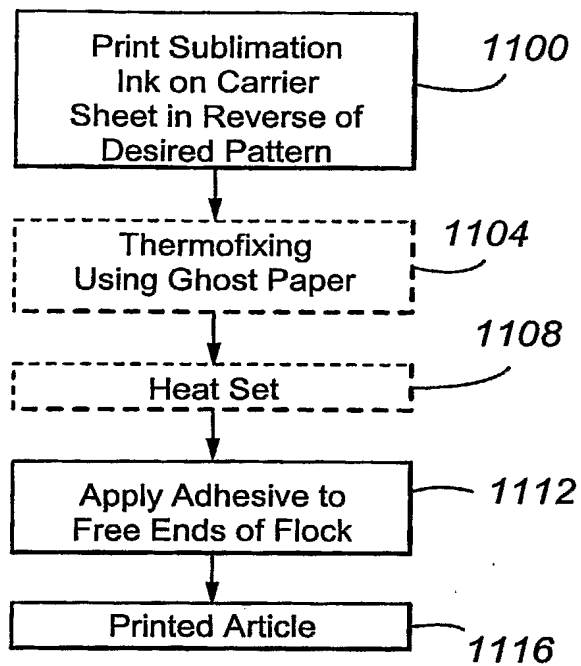 Print Sublimation
Ink on Carrier
Sheet in Reverse of
Desired Pattern
1100
Thermofixing
Using Ghost Paper
1104
Heat Set
1108
Apply Adhesive to
Free Ends of Flock
1112
Printed Article
1116